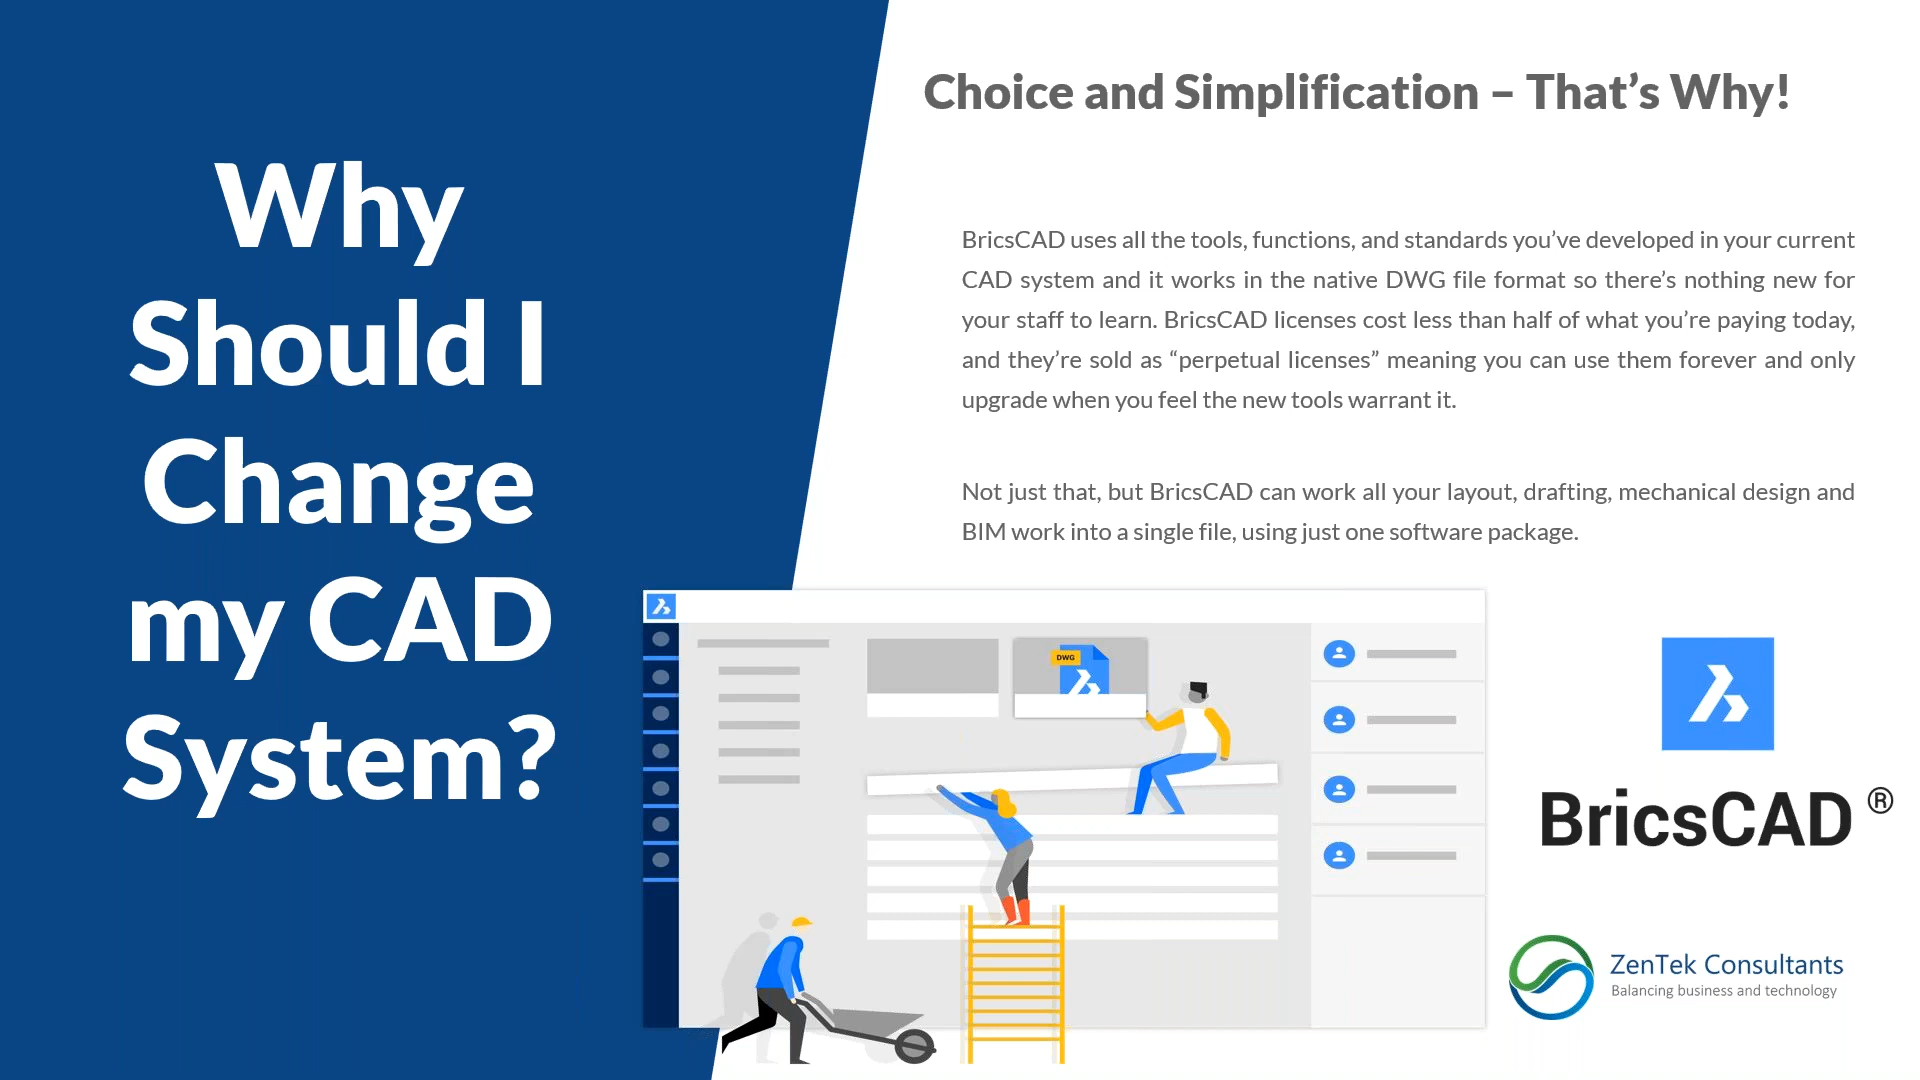 Why
Should I
Change
my CAD
System?
Choice and Simplification – That’s Why!
BricsCAD uses all the tools, functions, and standards you’ve developed in your current
CAD system and it works in the native DWG file format so there’s nothing new for
your staff to learn. BricsCAD licenses cost less than half of what you’re paying today,
and they’re sold as “perpetual licenses” meaning you can use them forever and only
upgrade when you feel the new tools warrant it.
Not just that, but BricsCAD can work all your layout, drafting, mechanical design and
BIM work into a single file, using just one software package.
DWG
BricsCAD ®
ZenTek Consultants
Balancing business and technology